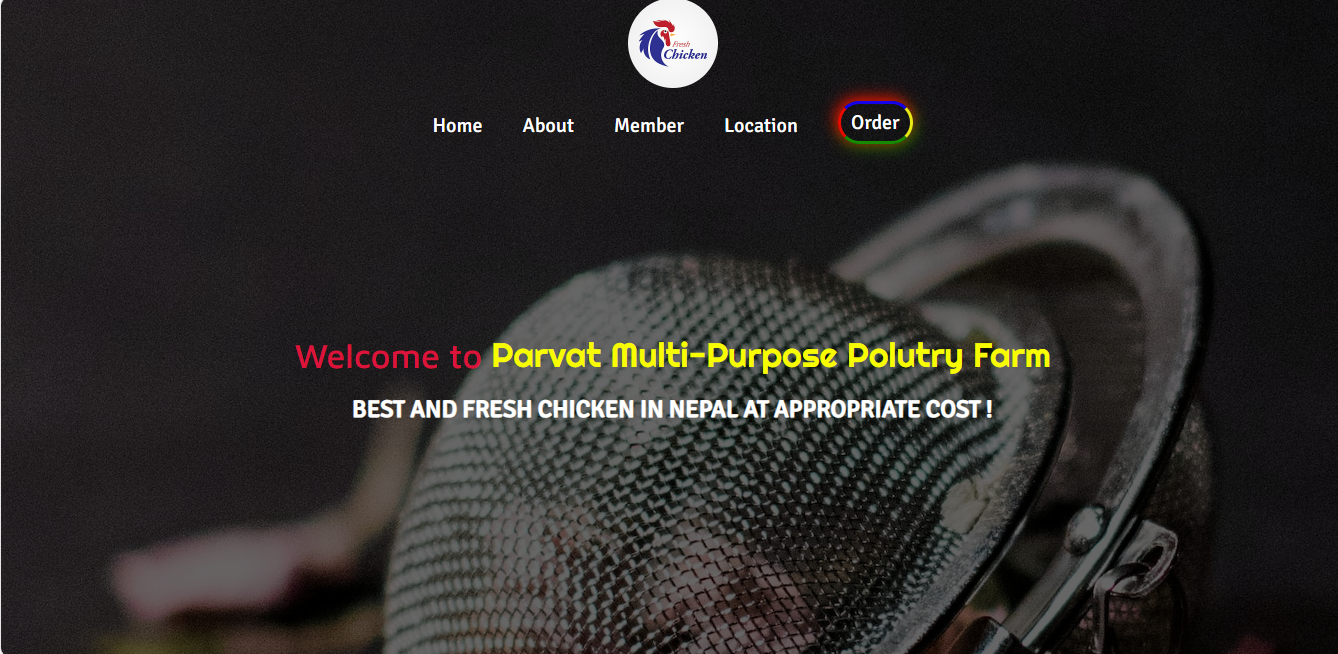 Fresh
Chicken
Home About Member Location Order
Welcome to Parvat Multi-Purpose Polutry Farm
BEST AND FRESH CHICKEN IN NEPAL AT APPROPRIATE COST !